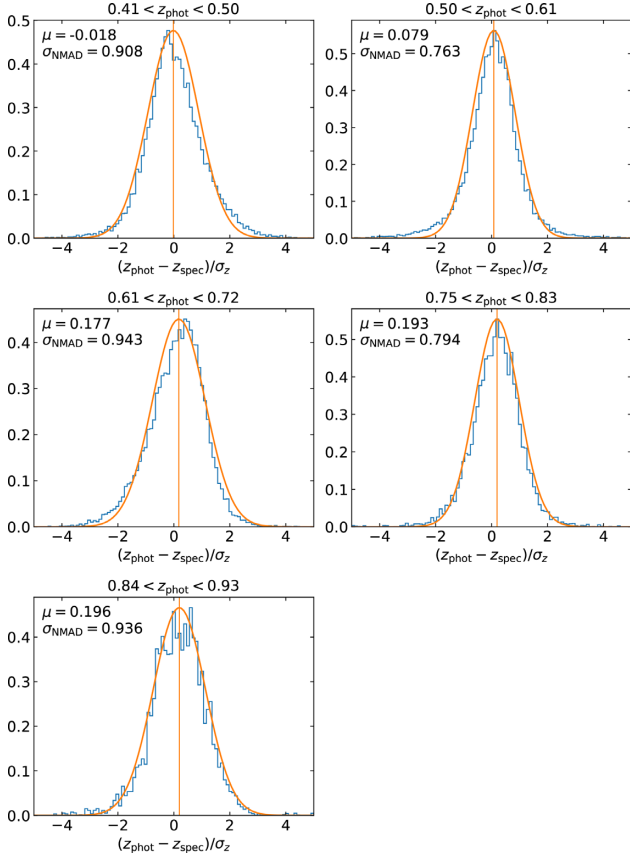 0.41 < z_phot < 0.50
μ = -0.018
σ_NMAD = 0.908
0.5
0.4
0.3
0.2
0.1
0.0
−4 −2 0 2 4
(z_phot − z_spec)/σ_z
0.50 < z_phot < 0.61
μ = 0.079
σ_NMAD = 0.763
0.5
0.4
0.3
0.2
0.1
0.0
−4 −2 0 2 4
(z_phot − z_spec)/σ_z
0.61 < z_phot < 0.72
μ = 0.177
σ_NMAD = 0.943
0.4
0.3
0.2
0.1
0.0
−4 −2 0 2 4
(z_phot − z_spec)/σ_z
0.75 < z_phot < 0.83
μ = 0.193
σ_NMAD = 0.794
0.5
0.4
0.3
0.2
0.1
0.0
−4 −2 0 2 4
(z_phot − z_spec)/σ_z
0.84 < z_phot < 0.93
μ = 0.196
σ_NMAD = 0.936
0.4
0.3
0.2
0.1
0.0
−4 −2 0 2 4
(z_phot − z_spec)/σ_z